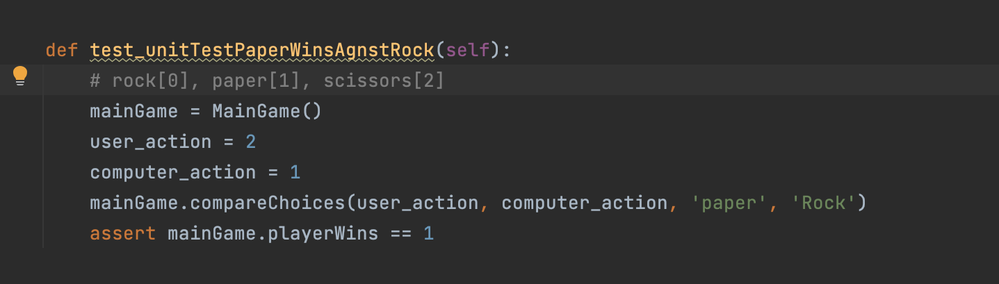 def test_unitTestPaperWinsAgnstRock(self):
# rock[0], paper[1], scissors[2]
mainGame = MainGame()
user_action = 2
computer_action = 1
mainGame.compareChoices(user_action, computer_action, 'paper', 'Rock')
assert mainGame.playerWins == 1